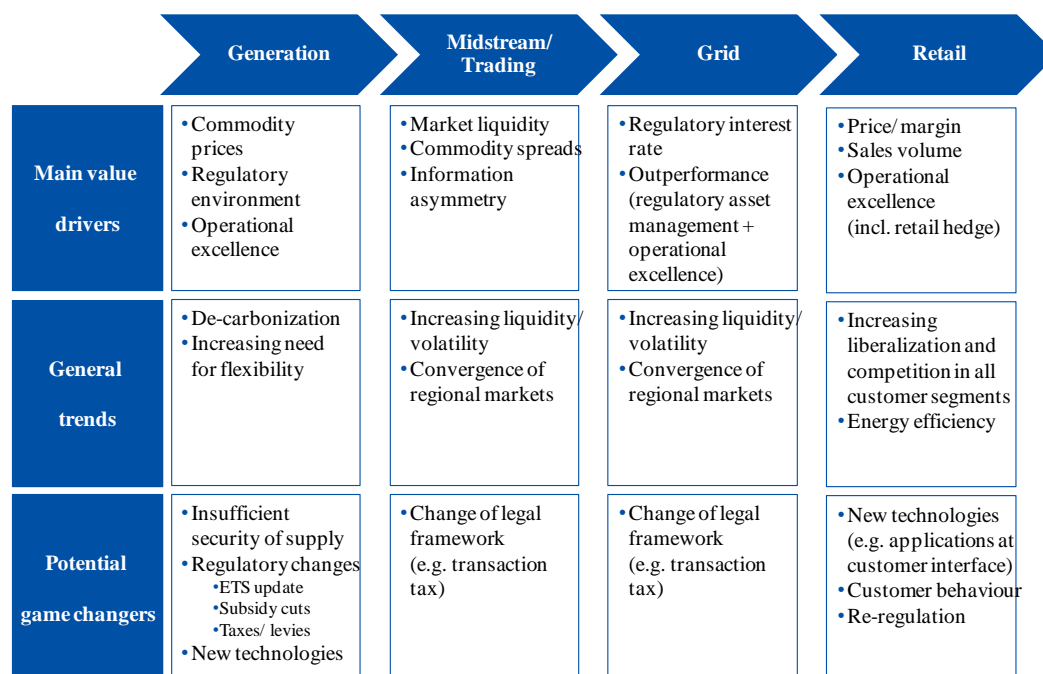 Generation
Midstream/
Trading
Grid
Retail
Main value
drivers
• Commodity
prices
• Regulatory
environment
• Operational
excellence
• Market liquidity
• Commodity spreads
• Information
asymmetry
• Regulatory interest
rate
• Outperformance
(regulatory asset
management +
operational
excellence)
• Price/ margin
• Sales volume
• Operational
excellence
(incl. retail hedge)
General
trends
• De-carbonization
• Increasing need
for flexibility
• Increasing liquidity/
volatility
• Convergence of
regional markets
• Increasing liquidity/
volatility
• Convergence of
regional markets
• Increasing
liberalization and
competition in all
customer segments
• Energy efficiency
Potential
game changers
• Insufficient
security of supply
• Regulatory changes
• ETS update
• Subsidy cuts
• Taxes/ levies
• New technologies
• Change of legal
framework
(e.g. transaction
tax)
• Change of legal
framework
(e.g. transaction
tax)
• New technologies
(e.g. applications at
customer interface)
• Customer behaviour
• Re-regulation